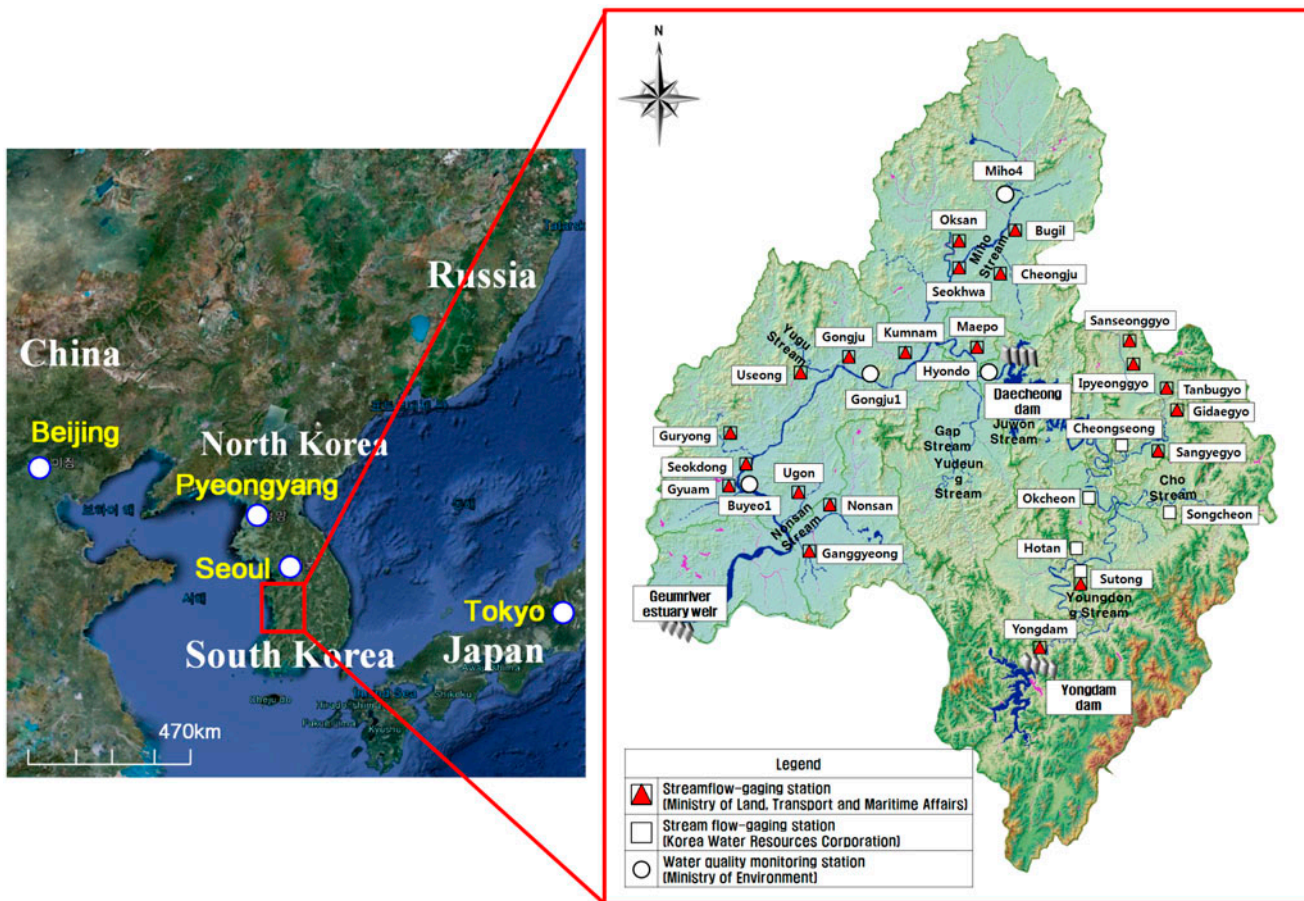 Russia
China
Beijing
North Korea
Pyeongyang
Seoul
Tokyo
South Korea
Japan
Shikoku
Kyushu
470km
N
Miho4
Oksan
Bugil
Miho
Stream
Seokhwa
Cheongju
Yugu
Stream
Gongju
Kumnam
Maepo
Sanseonggyo
Useong
Gongju1
Hyondo
Ipyeonggyo
Tanbugyo
Daecheong
dam
Gidaegyo
Juwon
Stream
Cheongseong
Gap
Stream
Guryong
Sangyegyo
Yudeun
g
Stream
Seokdong
Ugon
Gyuam
Okcheon
Cho
Stream
Buyeo1
Nonsan
Stream
Nonsan
Songcheon
Hotan
Ganggyeong
Sutong
Youngdon
g Stream
Geumriver
estuary weir
Yongdam
Yongdam
dam
Legend
Streamflow-gaging station
(Ministry of Land, Transport and Maritime Affairs)
Stream flow-gaging station
(Korea Water Resources Corporation)
Water quality monitoring station
(Ministry of Environment)